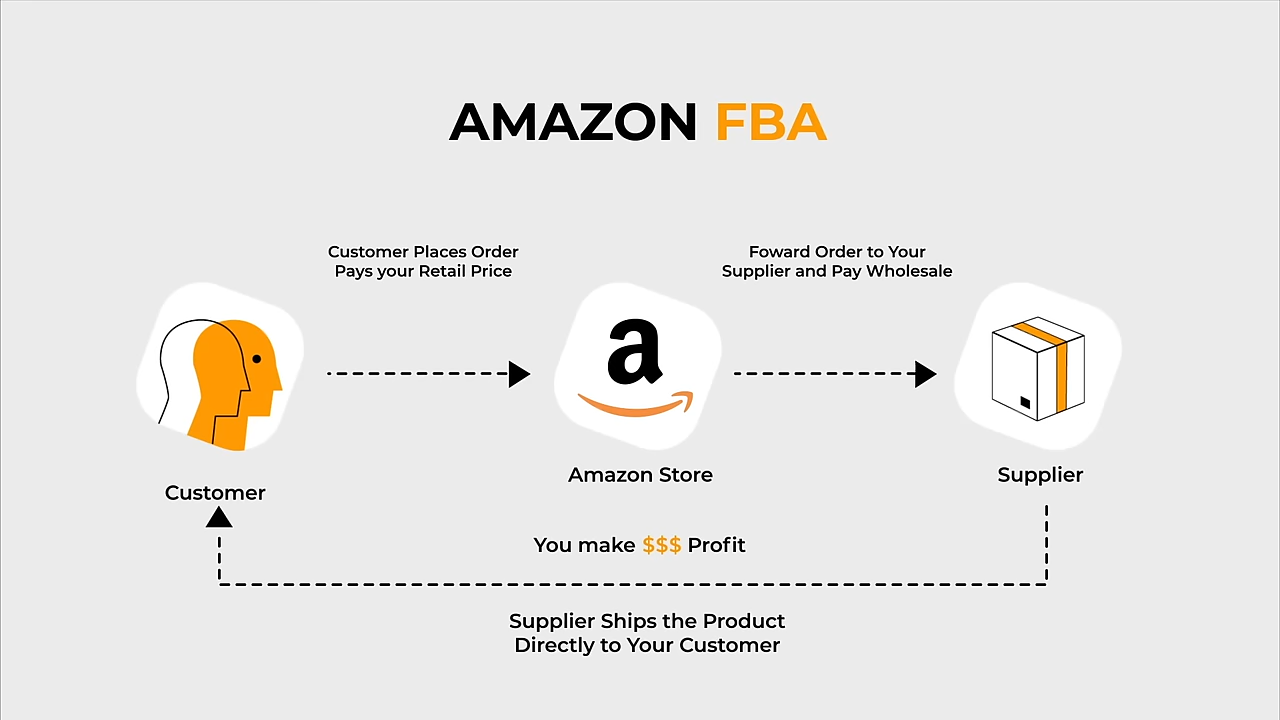 AMAZON FBA
Customer Places Order
Pays your Retail Price
Foward Order to Your
Supplier and Pay Wholesale
a
Customer
Amazon Store
Supplier
You make $$$ Profit
Supplier Ships the Product
Directly to Your Customer